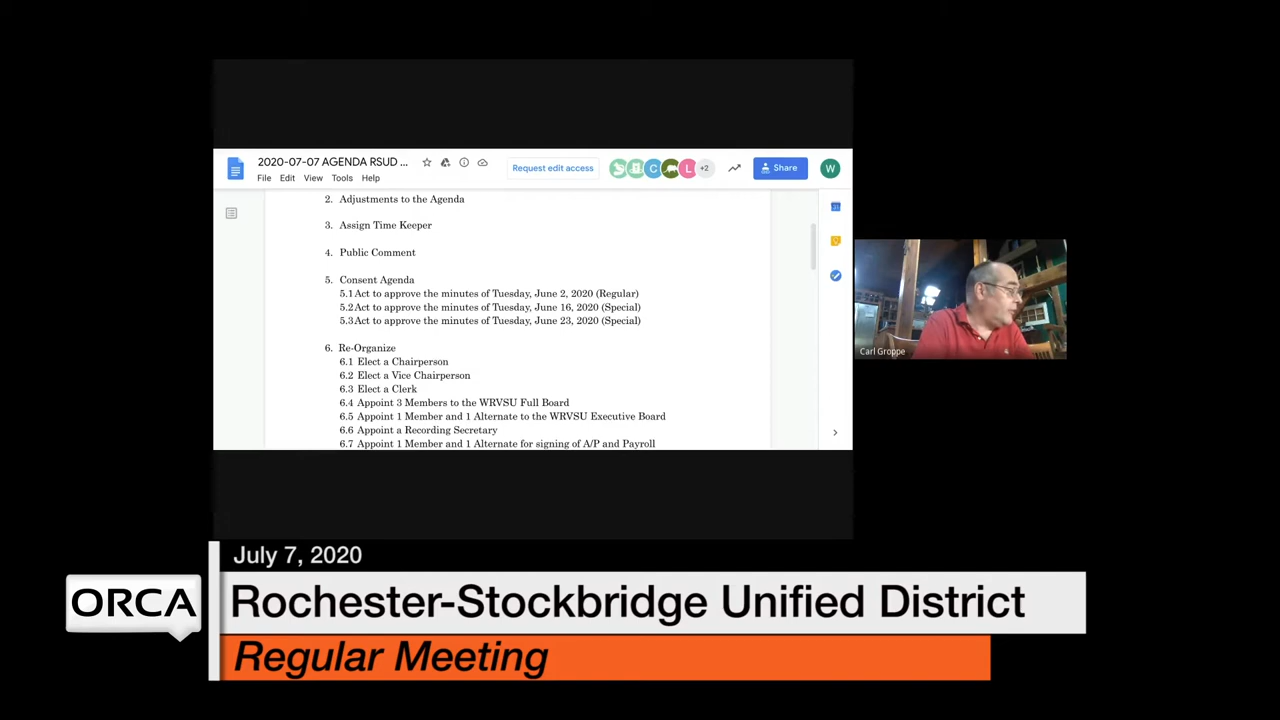 2020-07-07 AGENDA RSUD ...
File Edit View Tools Help
Request edit access
C
L
+2
Share
W
2. Adjustments to the Agenda
3. Assign Time Keeper
4. Public Comment
5. Consent Agenda
5.1Act to approve the minutes of Tuesday, June 2, 2020 (Regular)
5.2Act to approve the minutes of Tuesday, June 16, 2020 (Special)
5.3Act to approve the minutes of Tuesday, June 23, 2020 (Special)
6. Re-Organize
6.1 Elect a Chairperson
6.2 Elect a Vice Chairperson
6.3 Elect a Clerk
6.4 Appoint 3 Members to the WRVSU Full Board
6.5 Appoint 1 Member and 1 Alternate to the WRVSU Executive Board
6.6 Appoint a Recording Secretary
6.7 Appoint 1 Member and 1 Alternate for signing of A/P and Payroll
Carl Groppe
July 7, 2020
ORCA
Rochester-Stockbridge Unified District
Regular Meeting